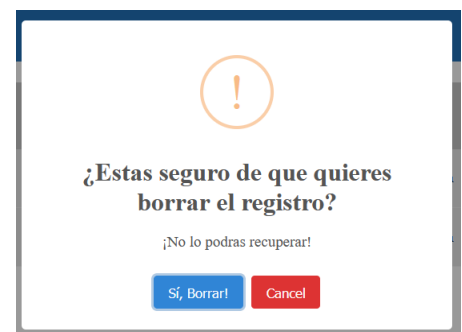 !
¿Estas seguro de que quieres
borrar el registro?
¡No lo podras recuperar!
Sí, Borrar! Cancel